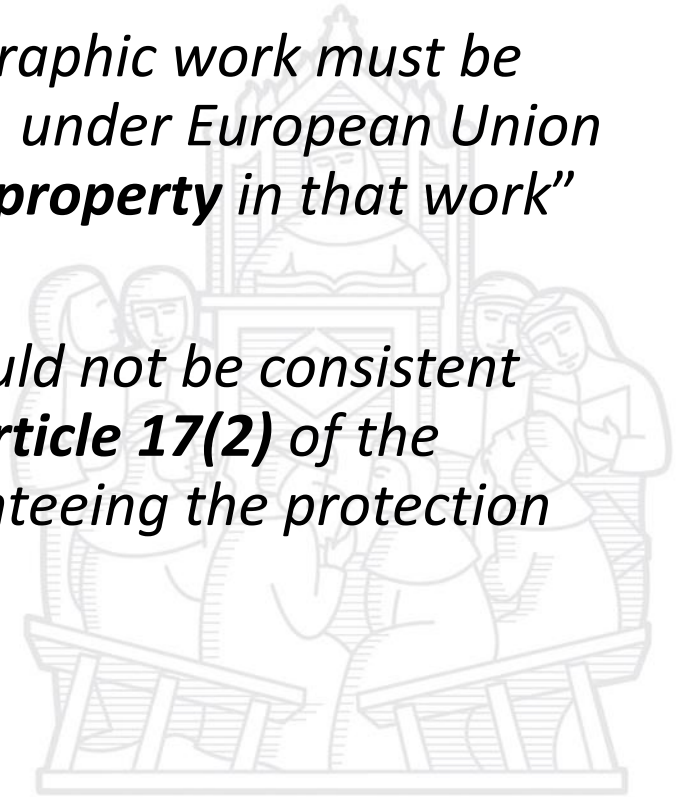 raphic work must be
under European Union
property in that work”
uld not be consistent
rticle 17(2) of the
nteeing the protection